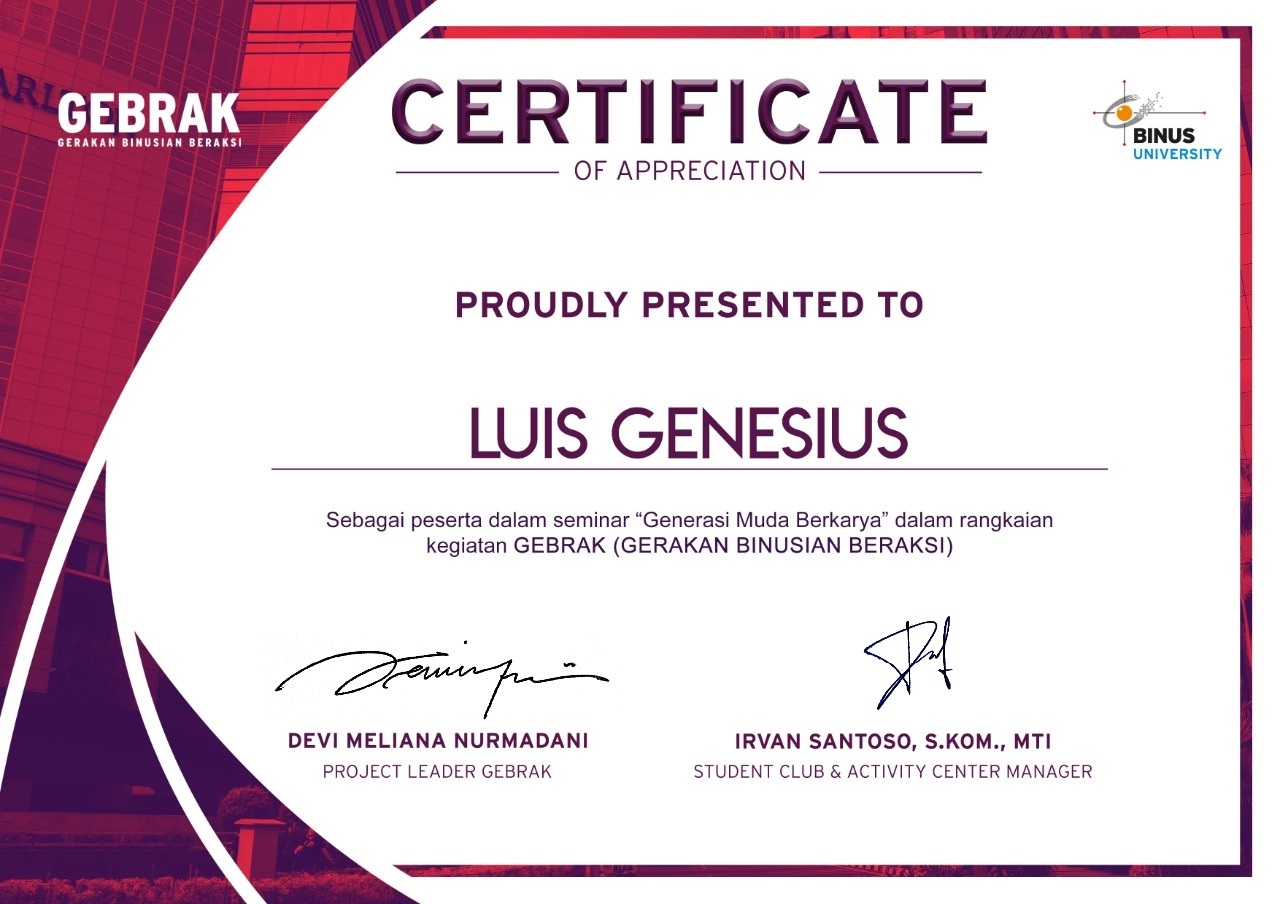 GEBRAK
GERAKAN BINUSIAN BERAKSI
CERTIFICATE
OF APPRECIATION
BINUS
UNIVERSITY
PROUDLY PRESENTED TO
LUIS GENESIUS
Sebagai peserta dalam seminar “Generasi Muda Berkarya” dalam rangkaian
kegiatan GEBRAK (GERAKAN BINUSIAN BERAKSI)
DEVI MELIANA NURMADANI
PROJECT LEADER GEBRAK
IRVAN SANTOSO, S.KOM., MTI
STUDENT CLUB & ACTIVITY CENTER MANAGER